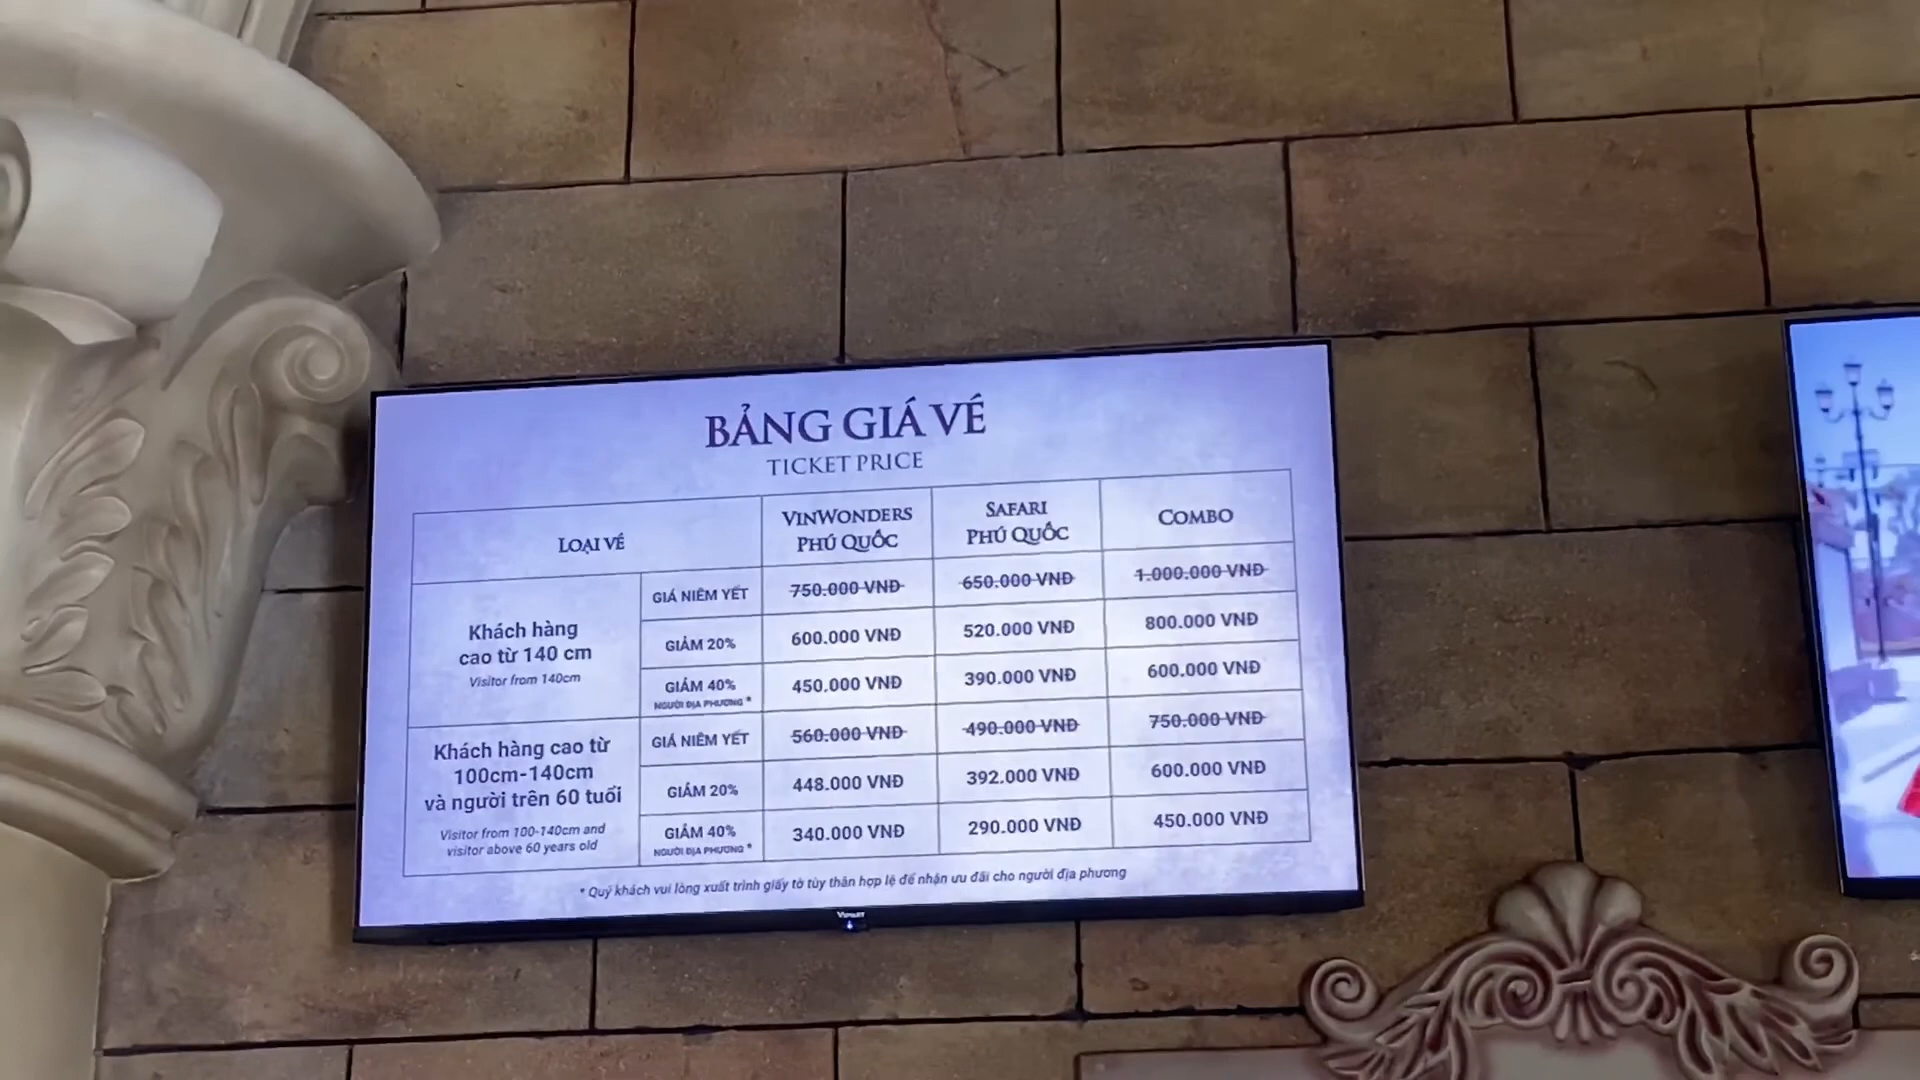 BẢNG GIÁ VÉ
TICKET PRICE
LOẠI VÉ
VINWONDERS
PHÚ QUỐC
SAFARI
PHÚ QUỐC
COMBO
Khách hàng
cao từ 140 cm
Visitor from 140cm
GIÁ NIÊM YẾT
750.000 VNĐ
650.000 VNĐ
1.000.000 VNĐ
GIẢM 20%
600.000 VNĐ
520.000 VNĐ
800.000 VNĐ
GIẢM 40%
NGƯỜI ĐỊA PHƯƠNG *
450.000 VNĐ
390.000 VNĐ
600.000 VNĐ
Khách hàng cao từ
100cm-140cm
và người trên 60 tuổi
Visitor from 100-140cm and
visitor above 60 years old
GIÁ NIÊM YẾT
560.000 VNĐ
490.000 VNĐ
750.000 VNĐ
GIẢM 20%
448.000 VNĐ
392.000 VNĐ
600.000 VNĐ
GIẢM 40%
NGƯỜI ĐỊA PHƯƠNG *
340.000 VNĐ
290.000 VNĐ
450.000 VNĐ
* Quý khách vui lòng xuất trình giấy tờ tùy thân hợp lệ để nhận ưu đãi cho người địa phương